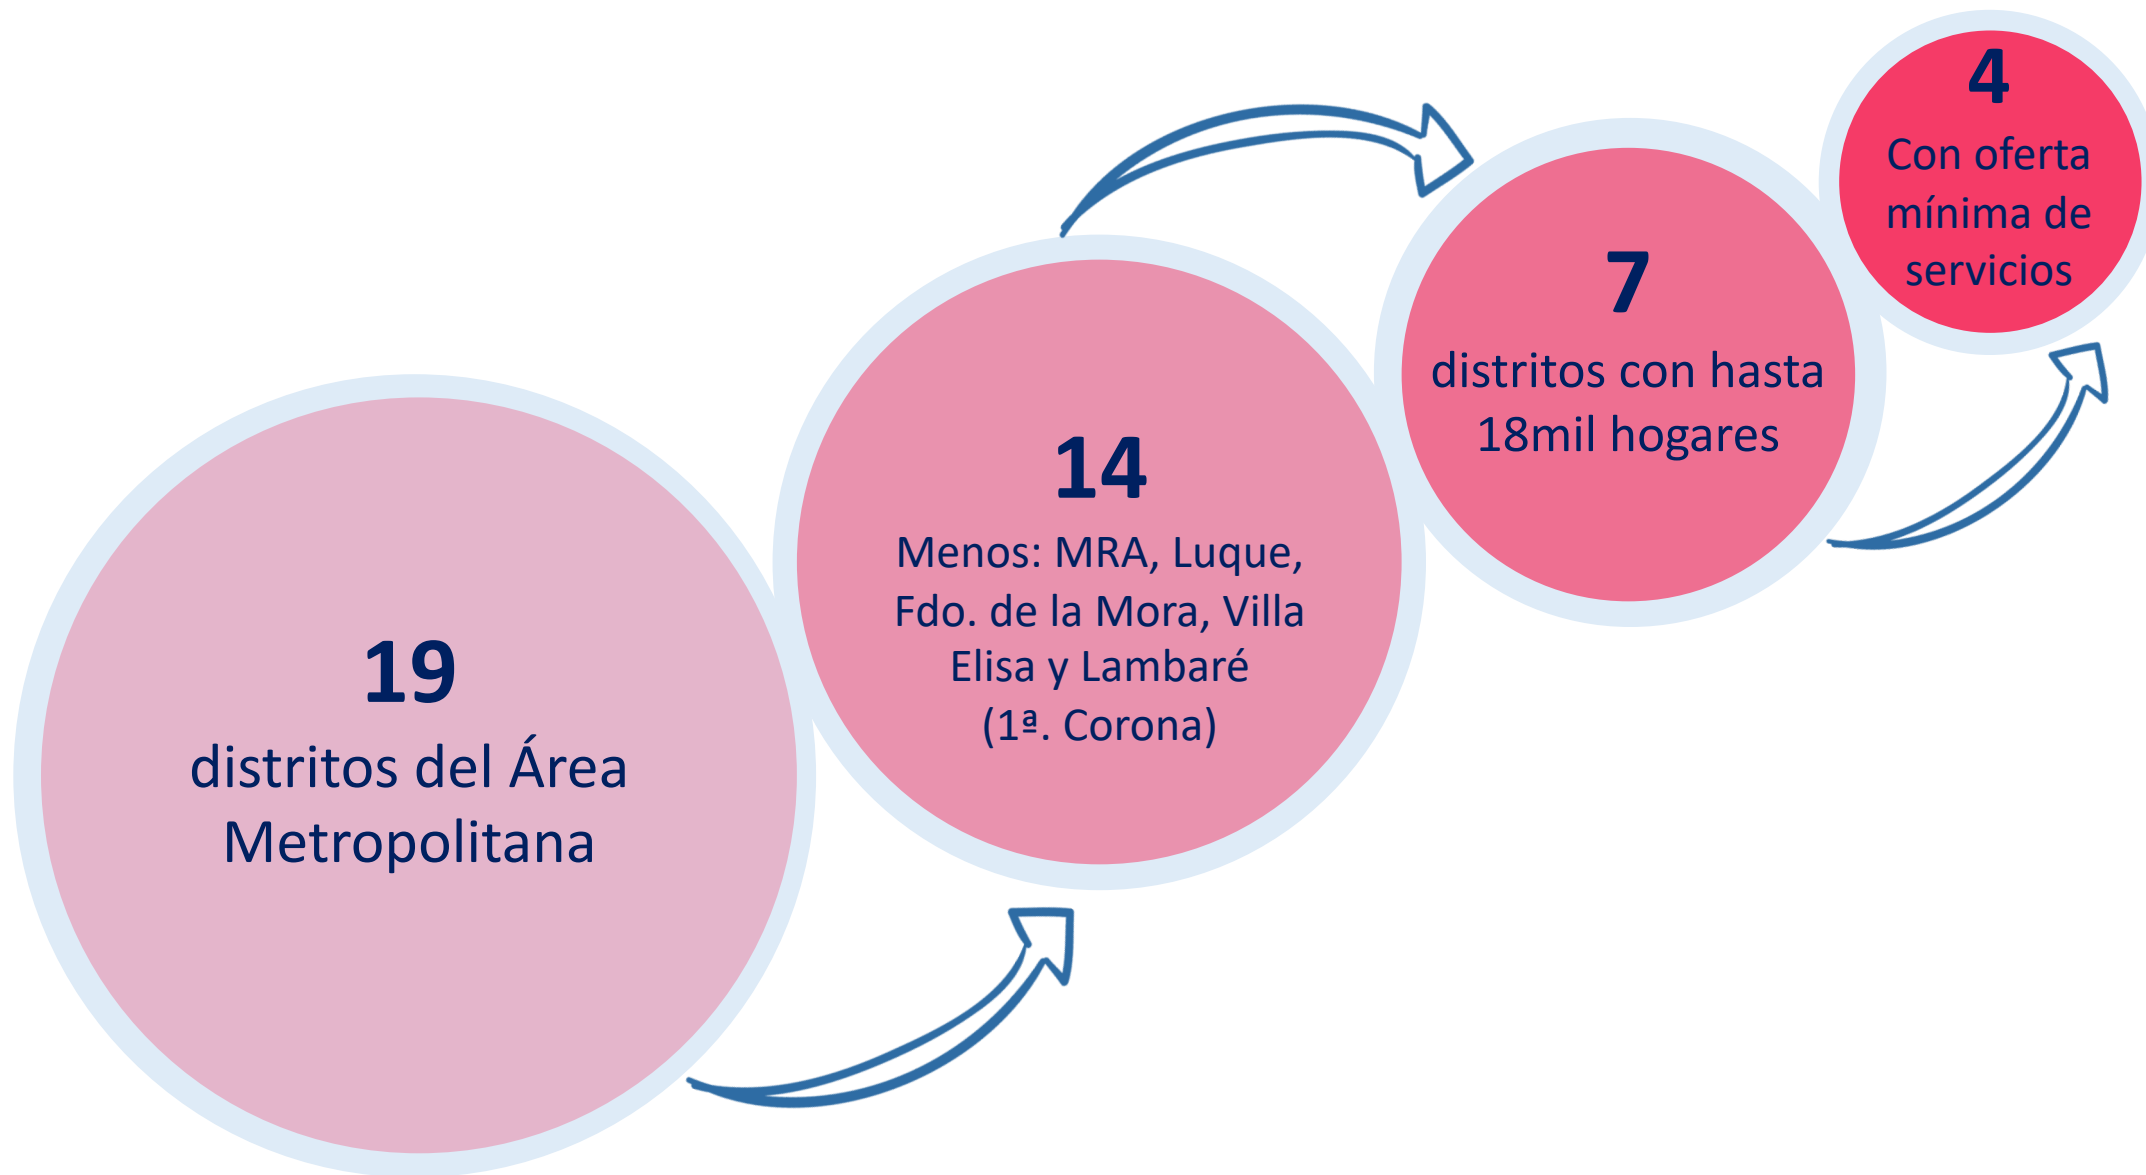 19
distritos del Área
Metropolitana
14
Menos: MRA, Luque,
Fdo. de la Mora, Villa
Elisa y Lambaré
(1ª. Corona)
7
distritos con hasta
18mil hogares
4
Con oferta
mínima de
servicios